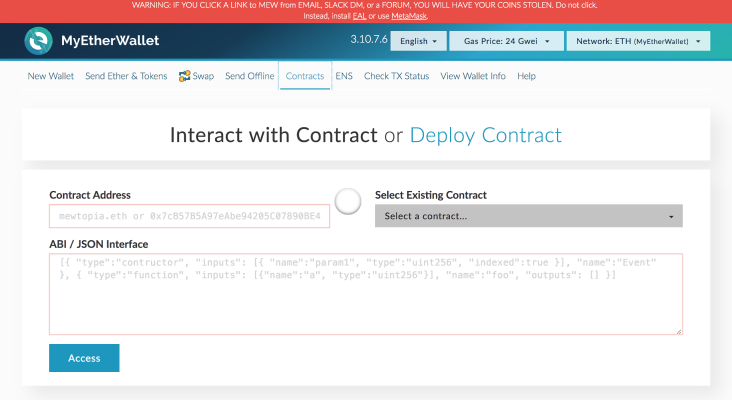 WARNING: IF YOU CLICK A LINK to MEW from EMAIL, SLACK DM, or a FORUM, YOU WILL HAVE YOUR COINS STOLEN. Do not click.
Instead, install EAL or use MetaMask.
MyEtherWallet
3.10.7.6 English Gas Price: 24 Gwei Network: ETH (MyEtherWallet)
New Wallet Send Ether & Tokens Swap Send Offline Contracts ENS Check TX Status View Wallet Info Help
Interact with Contract or Deploy Contract
Contract Address Select Existing Contract
mewtopia.eth or 0x7cB57B5A97eAbe94205C07890BE4 Select a contract...
ABI / JSON Interface
[{ "type":"contructor", "inputs": [{ "name":"param1", "type":"uint256", "indexed":true }], "name":"Event"
}, { "type":"function", "inputs": [{"name":"a", "type":"uint256"}], "name":"foo", "outputs": [] }]
Access